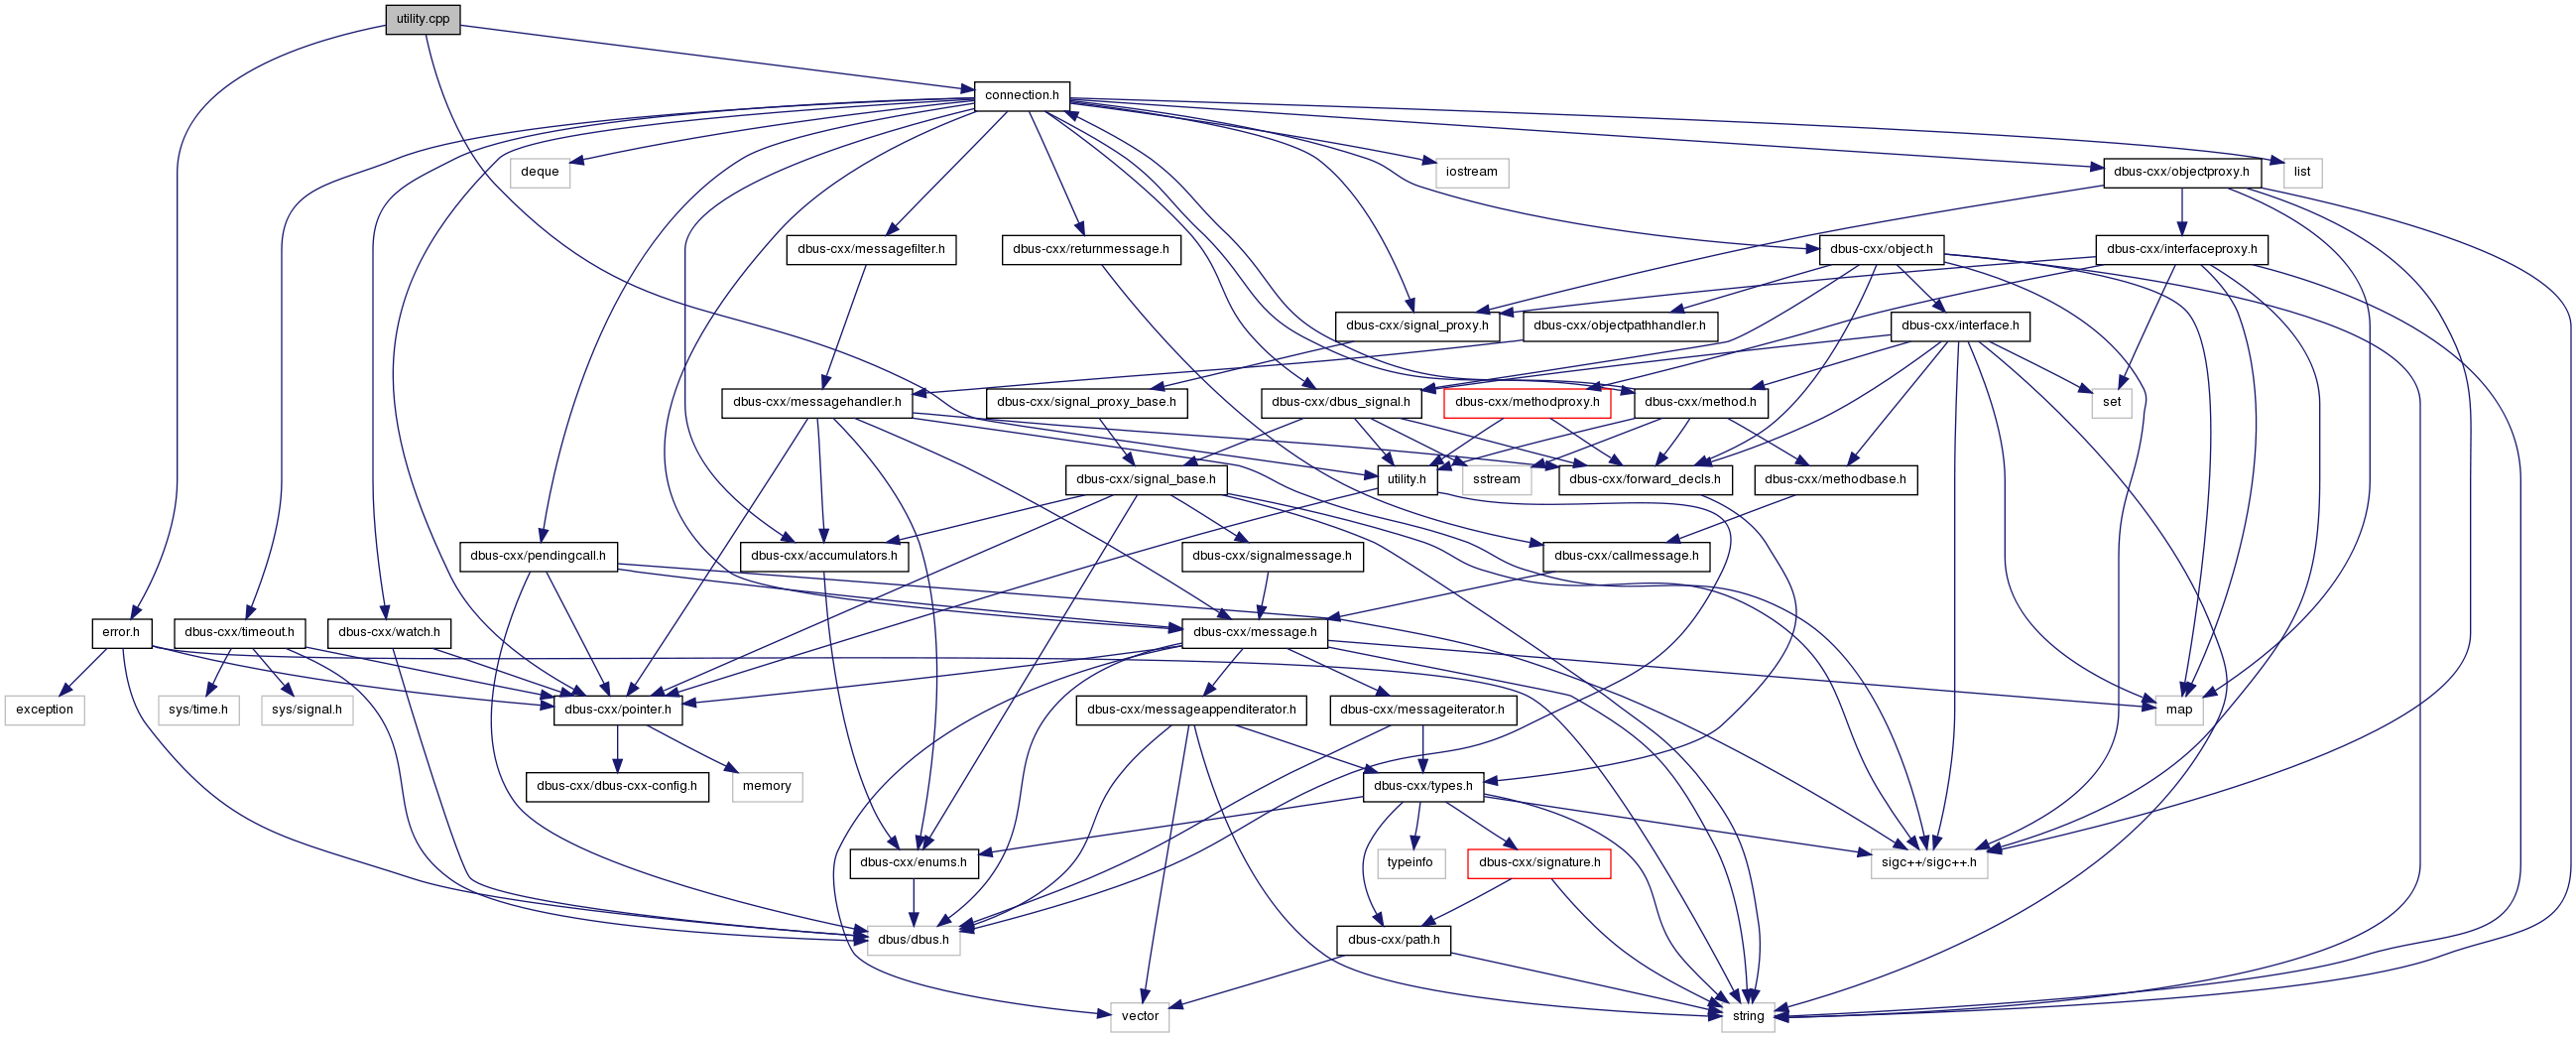 utility.cpp
connection.h
deque
iostream
dbus-cxx/objectproxy.h
list
dbus-cxx/messagefilter.h
dbus-cxx/returnmessage.h
dbus-cxx/object.h
dbus-cxx/interfaceproxy.h
dbus-cxx/signal_proxy.h
dbus-cxx/objectpathhandler.h
dbus-cxx/interface.h
dbus-cxx/messagehandler.h
dbus-cxx/signal_proxy_base.h
dbus-cxx/dbus_signal.h
dbus-cxx/methodproxy.h
dbus-cxx/method.h
set
dbus-cxx/signal_base.h
utility.h
sstream
dbus-cxx/forward_decls.h
dbus-cxx/methodbase.h
dbus-cxx/pendingcall.h
dbus-cxx/accumulators.h
dbus-cxx/signalmessage.h
dbus-cxx/callmessage.h
error.h
dbus-cxx/timeout.h
dbus-cxx/watch.h
dbus-cxx/message.h
exception
sys/time.h
sys/signal.h
dbus-cxx/pointer.h
dbus-cxx/messageappenditerator.h
dbus-cxx/messageiterator.h
map
dbus-cxx/dbus-cxx-config.h
memory
dbus-cxx/types.h
dbus-cxx/enums.h
typeinfo
dbus-cxx/signature.h
sigc++/sigc++.h
dbus/dbus.h
dbus-cxx/path.h
vector
string